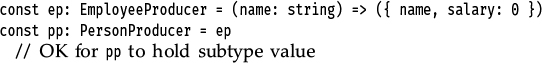 const ep: EmployeeProducer = (name: string) => ({ name, salary: 0 })
const pp: PersonProducer = ep
// OK for pp to hold subtype value